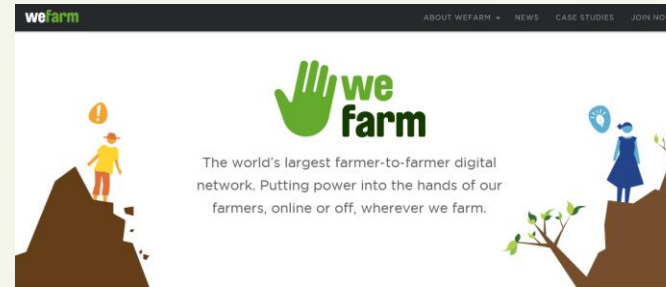 wefarm
ABOUT WEFARM NEWS CASE STUDIES JOIN NO
we
farm
The world's largest farmer-to-farmer digital
network. Putting power into the hands of our
farmers, online or off, wherever we farm.